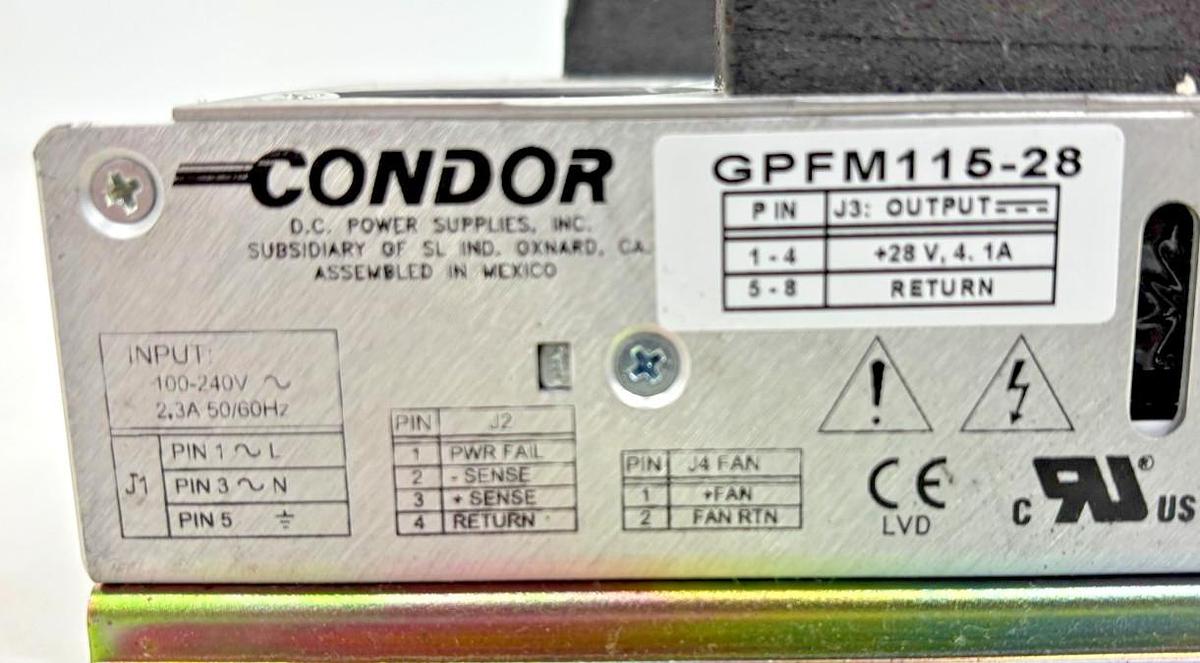 CONDOR
D.C. POWER SUPPLIES, INC.
SUBSIDIARY OF SL IND. OXNARD, CA.
ASSEMBLED IN MEXICO
GPFM115-28
PIN J3: OUTPUT
1 - 4 +28 V, 4.1A
5 - 8 RETURN
INPUT:
100-240V ~
2,3A 50/60Hz
J1
PIN 1 ~ L
PIN 3 ~ N
PIN 5 ⏚
PIN J2
1 PWR FAIL
2 - SENSE
3 + SENSE
4 RETURN
PIN J4 FAN
1 +FAN
2 FAN RTN
CE
LVD
C RU® US